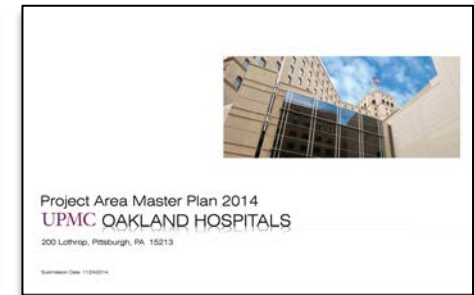 Project Area Master Plan 2014
UPMC OAKLAND HOSPITALS
200 Lothrop, Pittsburgh, PA 15213
Submission Date: 11/24/2014